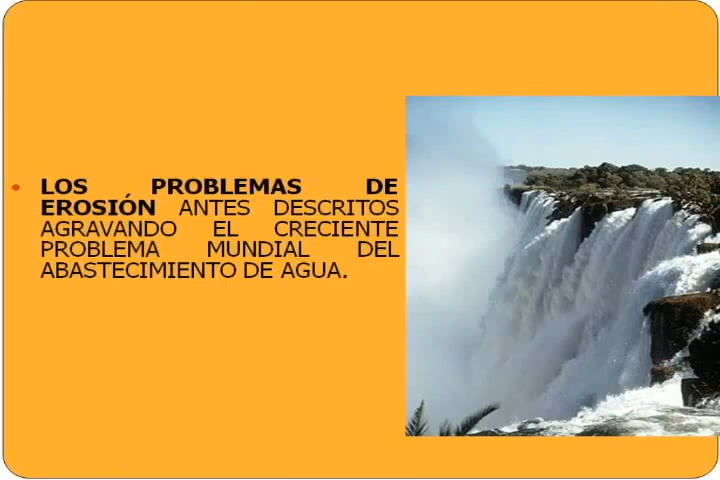 • LOS PROBLEMAS DE
EROSIÓN ANTES DESCRITOS
AGRAVANDO EL CRECIENTE
PROBLEMA MUNDIAL DEL
ABASTECIMIENTO DE AGUA.